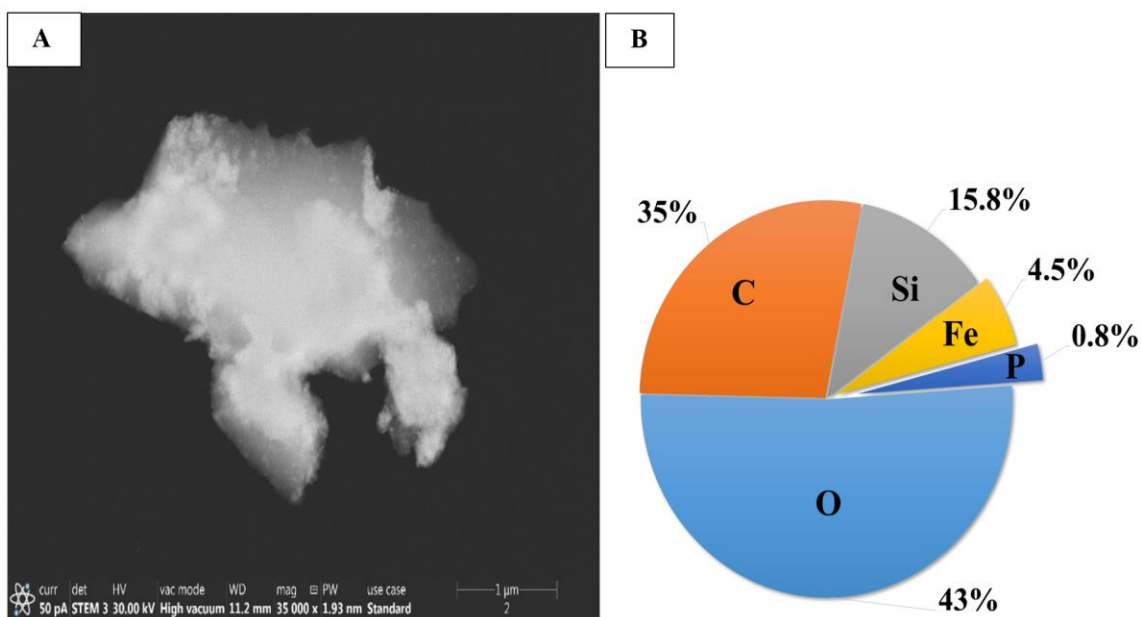 A
B
35%
15.8%
4.5%
0.8%
C
Si
Fe
P
O
43%
curr det HV vac mode WD mag PW use case 1 µm
50 pA STEM 3 30.00 kV High vacuum 11.2 mm 35 000 x 1.93 nm Standard 2